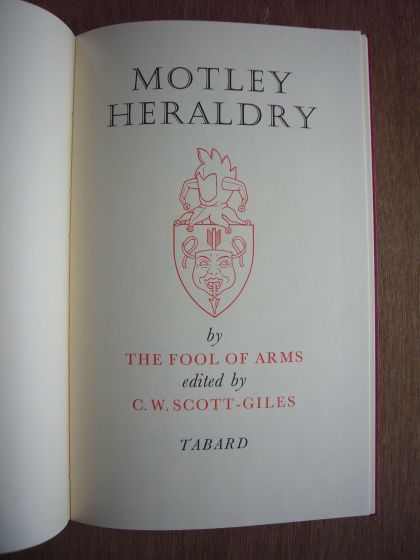 MOTLEY
HERALDRY
by
THE FOOL OF ARMS
edited by
C. W. SCOTT-GILES
TABARD